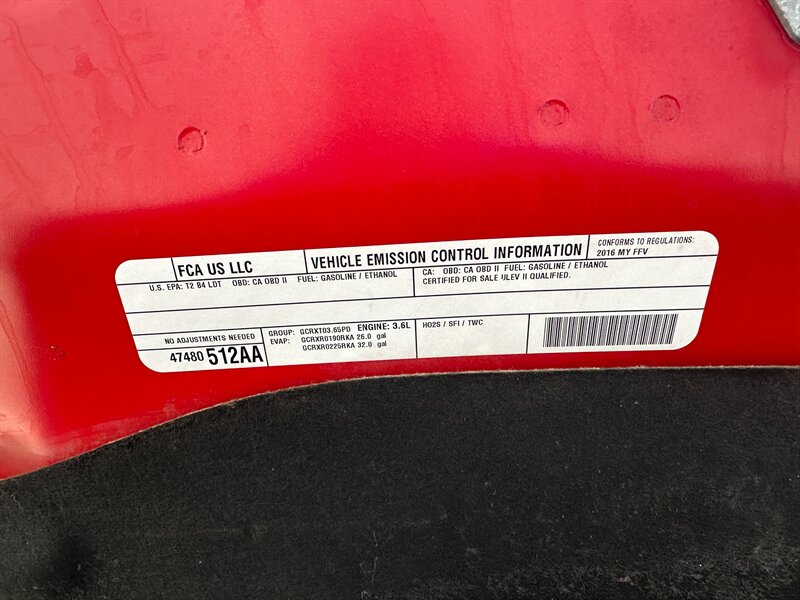 FCA US LLC
VEHICLE EMISSION CONTROL INFORMATION
CONFORMS TO REGULATIONS:
2016 MY FFV
U.S. EPA: T2 B4 LDT OBD: CA OBD II FUEL: GASOLINE / ETHANOL
CA: OBD: CA OBD II FUEL: GASOLINE / ETHANOL
CERTIFIED FOR SALE ULEV II QUALIFIED.
NO ADJUSTMENTS NEEDED
47480512AA
GROUP: GCRXT03.65PD ENGINE: 3.6L
EVAP: GCRXR0190RKA 26.0 gal
GCRXR0225RKA 32.0 gal
HO2S / SFI / TWC